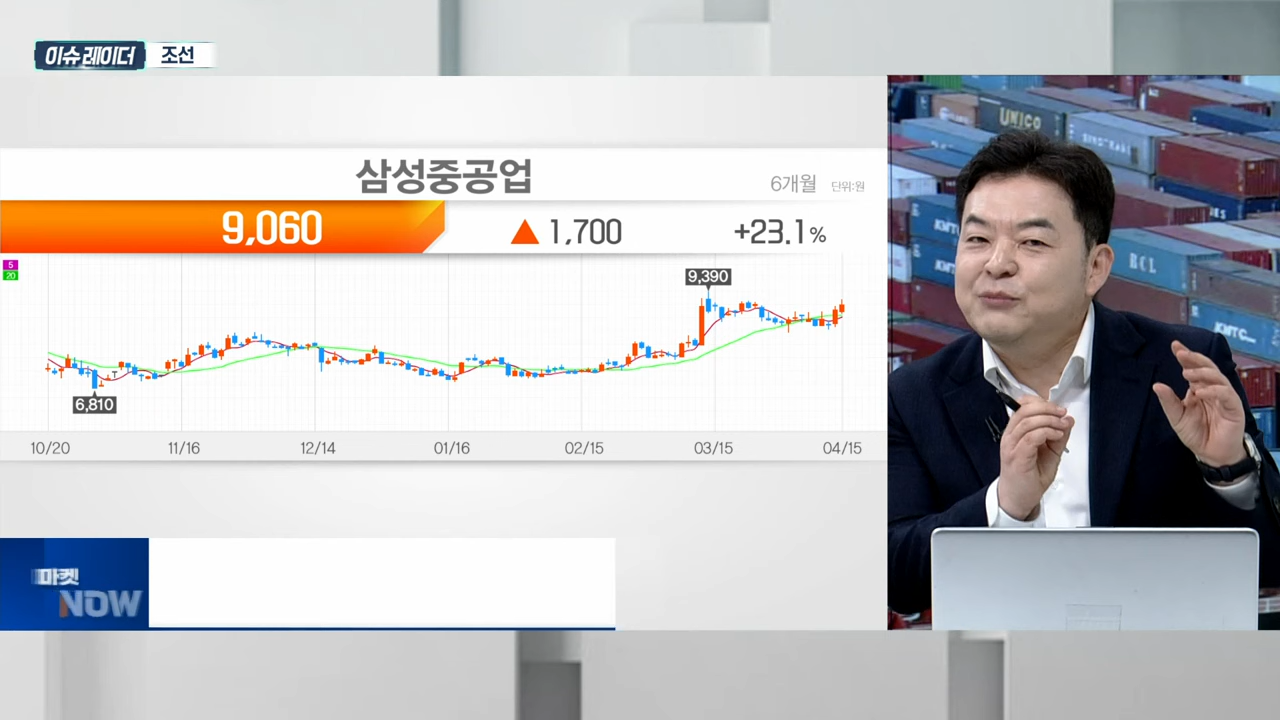 이슈레이더 조선
삼성중공업
6개월 단위:원
9,060 ▲ 1,700 +23.1%
5
20
9,390
6,810
10/20 11/16 12/14 01/16 02/15 03/15 04/15
마켓
NOW
UNICO
KMTC
BCL
KMTC